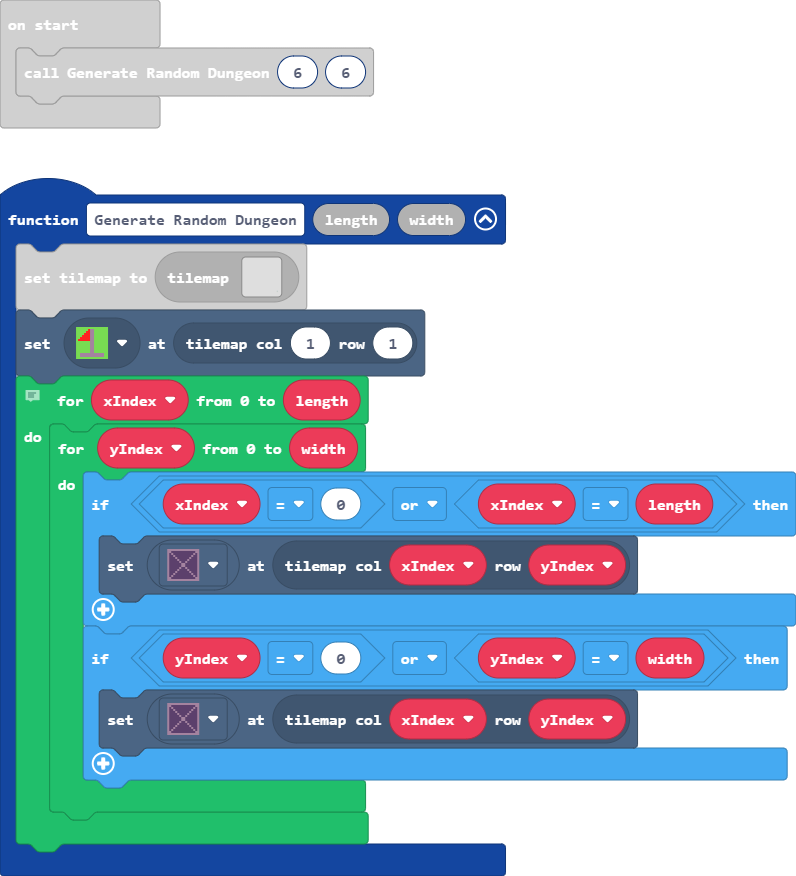 on start
call Generate Random Dungeon 6 6
function Generate Random Dungeon length width
set tilemap to tilemap
set at tilemap col 1 row 1
for xIndex from 0 to length
do
for yIndex from 0 to width
do
if xIndex = 0 or xIndex = length then
set at tilemap col xIndex row yIndex
if yIndex = 0 or yIndex = width then
set at tilemap col xIndex row yIndex